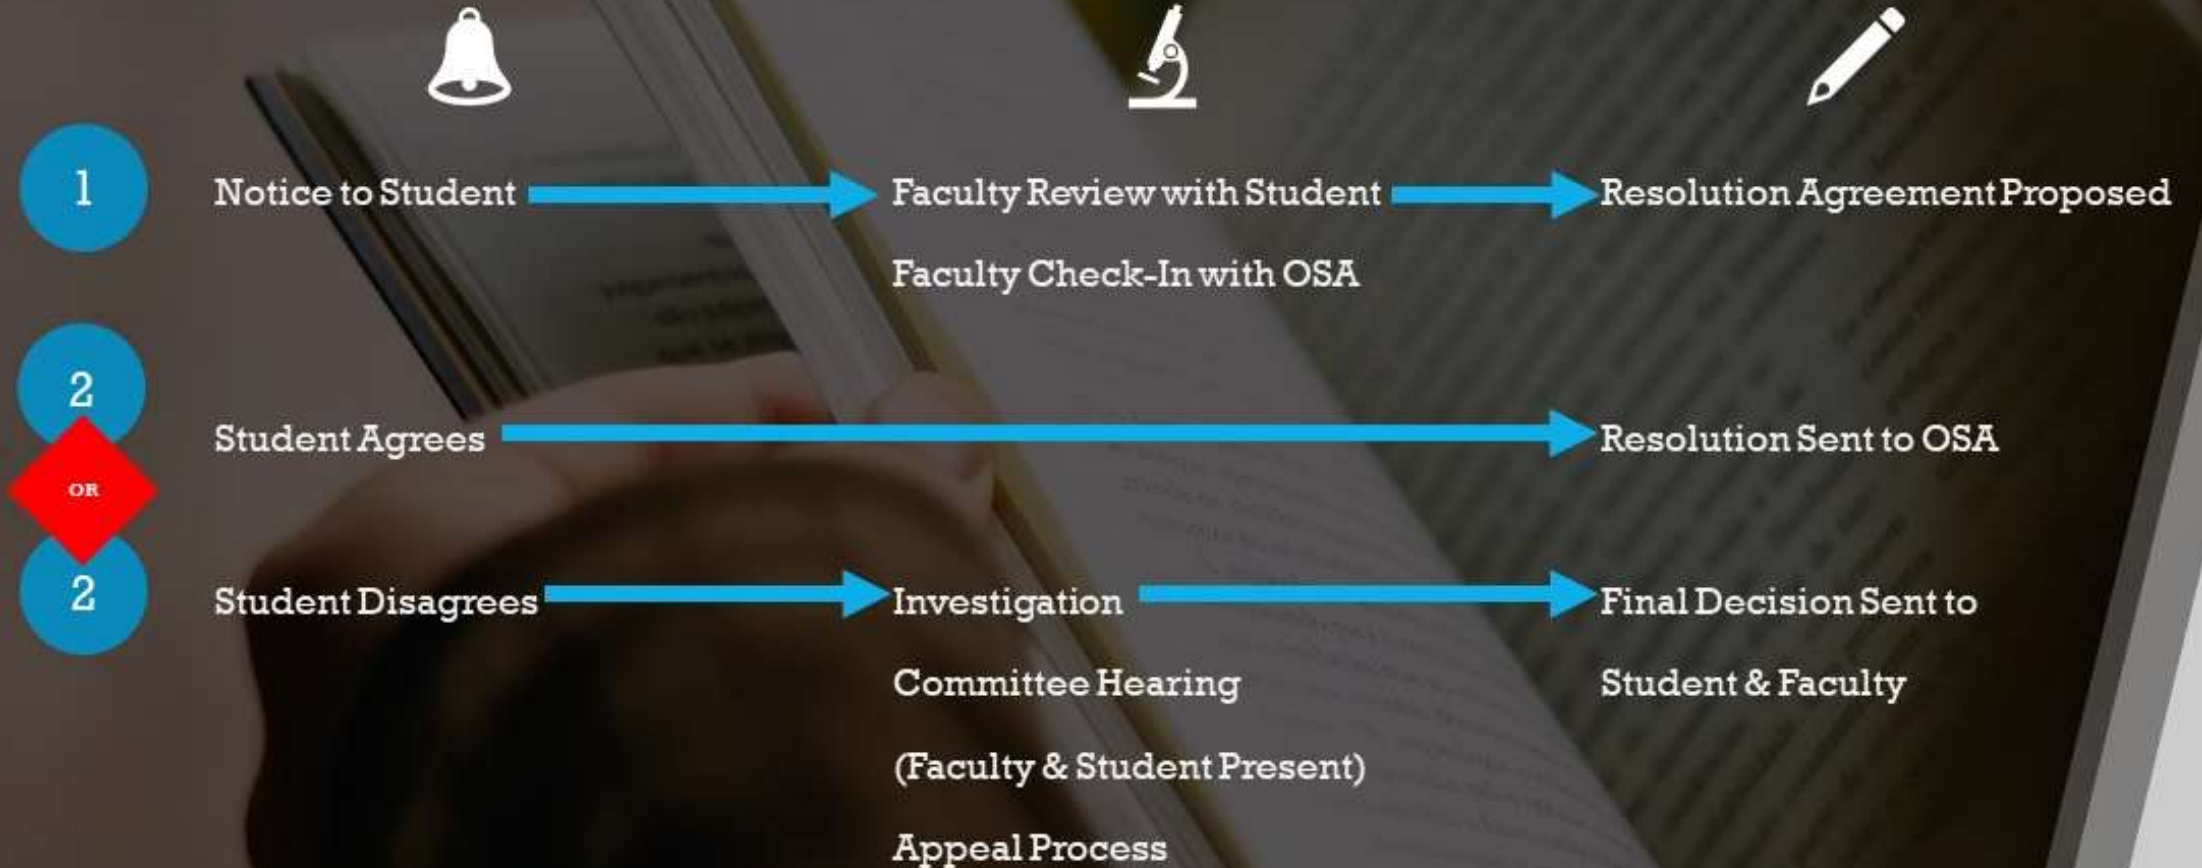 1
Notice to Student
Faculty Review with Student
Resolution Agreement Proposed
Faculty Check-In with OSA
2
Student Agrees
Resolution Sent to OSA
OR
2
Student Disagrees
Investigation
Final Decision Sent to
Committee Hearing
Student & Faculty
(Faculty & Student Present)
Appeal Process